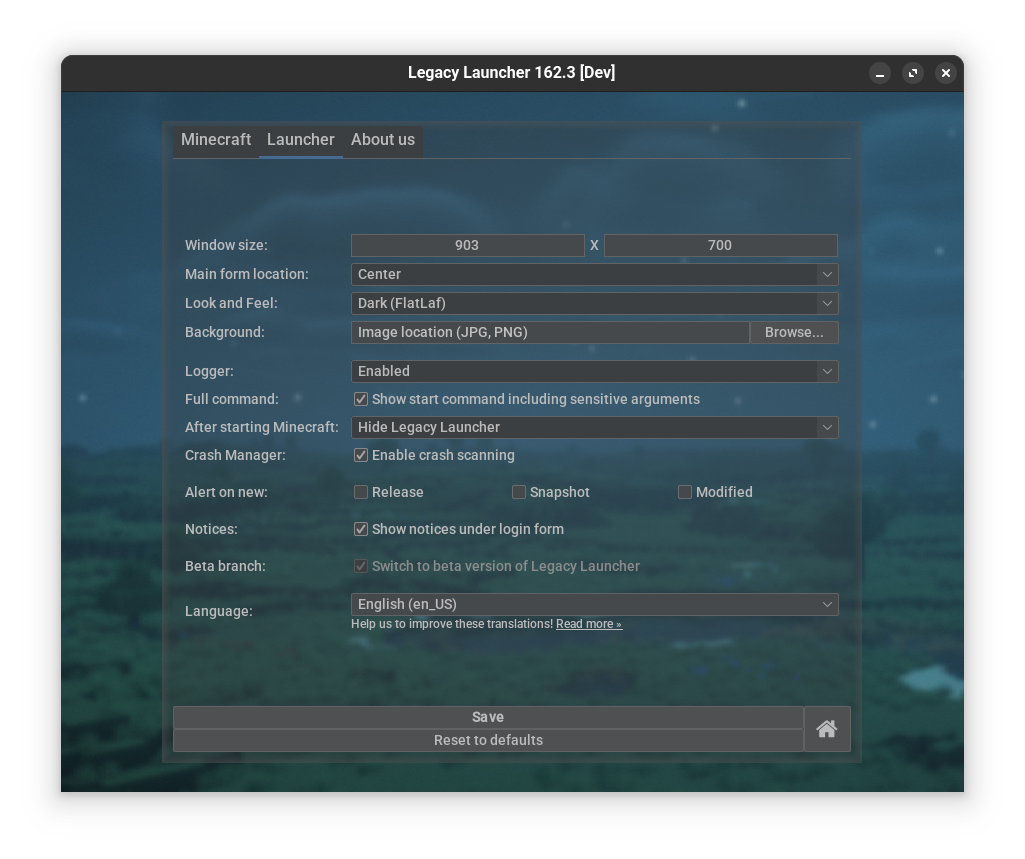 Legacy Launcher 162.3 [Dev]
Minecraft Launcher About us
Window size: 903 X 700
Main form location: Center
Look and Feel: Dark (FlatLaf)
Background: Image location (JPG, PNG) Browse...
Logger: Enabled
Full command: Show start command including sensitive arguments
After starting Minecraft: Hide Legacy Launcher
Crash Manager: Enable crash scanning
Alert on new: Release Snapshot Modified
Notices: Show notices under login form
Beta branch: Switch to beta version of Legacy Launcher
Language: English (en_US)
Help us to improve these translations! Read more »
Save
Reset to defaults